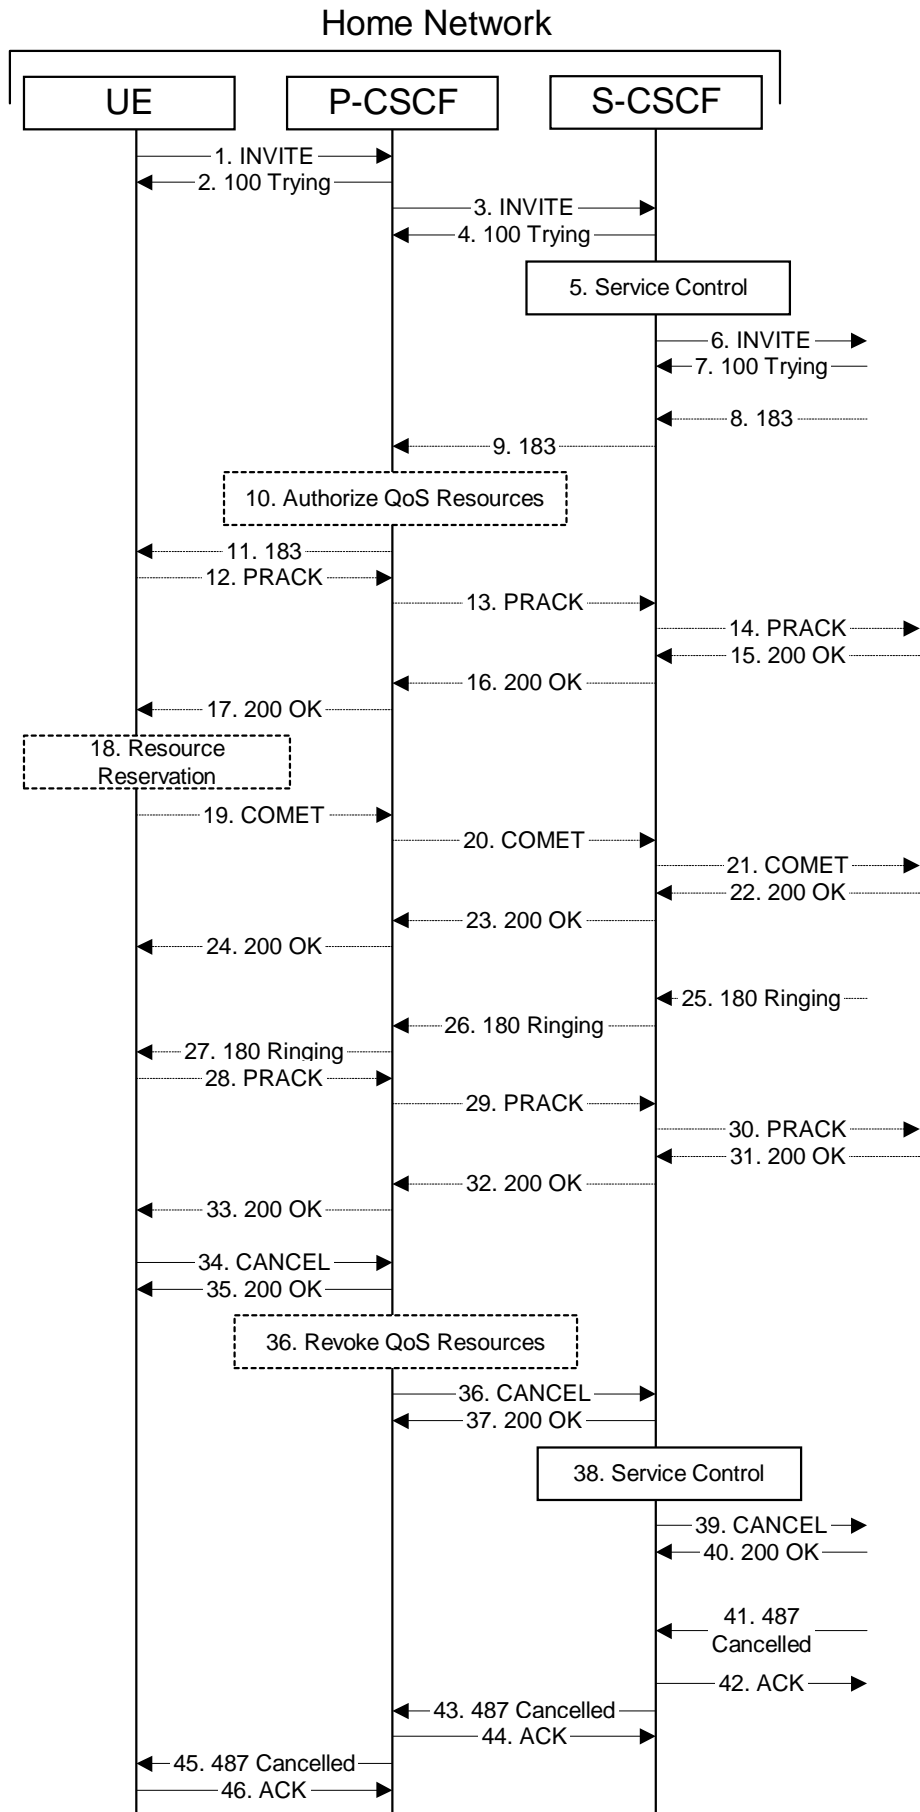 Home Network
UE
P-CSCF
S-CSCF
1. INVITE
2. 100 Trying
3. INVITE
4. 100 Trying
5. Service Control
6. INVITE
7. 100 Trying
8. 183
9. 183
10. Authorize QoS Resources
11. 183
12. PRACK
13. PRACK
14. PRACK
15. 200 OK
16. 200 OK
17. 200 OK
18. Resource
Reservation
19. COMET
20. COMET
21. COMET
22. 200 OK
23. 200 OK
24. 200 OK
25. 180 Ringing
26. 180 Ringing
27. 180 Ringing
28. PRACK
29. PRACK
30. PRACK
31. 200 OK
32. 200 OK
33. 200 OK
34. CANCEL
35. 200 OK
36. Revoke QoS Resources
36. CANCEL
37. 200 OK
38. Service Control
39. CANCEL
40. 200 OK
41. 487
Cancelled
42. ACK
43. 487 Cancelled
44. ACK
45. 487 Cancelled
46. ACK